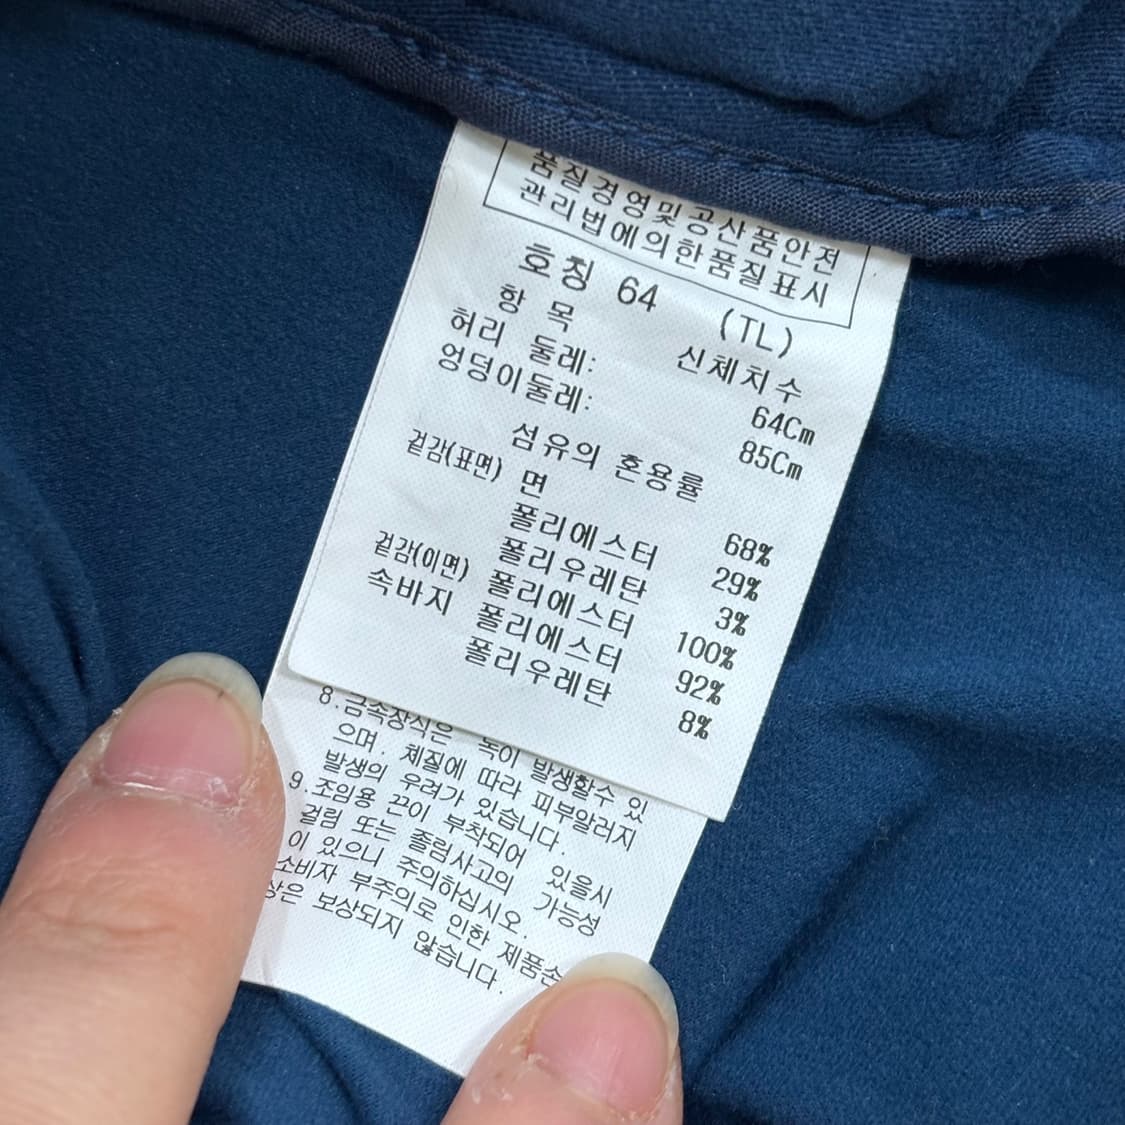 품질경영및공산품안전
관리법에의한품질표시
호칭 64 (TL)
항 목 신체치수
허리 둘레: 64Cm
엉덩이둘레: 85Cm
섬유의 혼용률
겉감(표면) 면 68%
폴리에스터 29%
폴리우레탄 3%
겉감(이면) 폴리에스터 100%
속바지 폴리에스터 92%
폴리우레탄 8%
8.금속장식은 녹이 발생할수 있
으며, 체질에 따라 피부알러지
발생의 우려가 있습니다.
9.조임용 끈이 부착되어 있을시
걸림 또는 졸림사고의 가능성
이 있으니 주의하십시오.
소비자 부주의로 인한 제품손
상은 보상되지 않습니다.